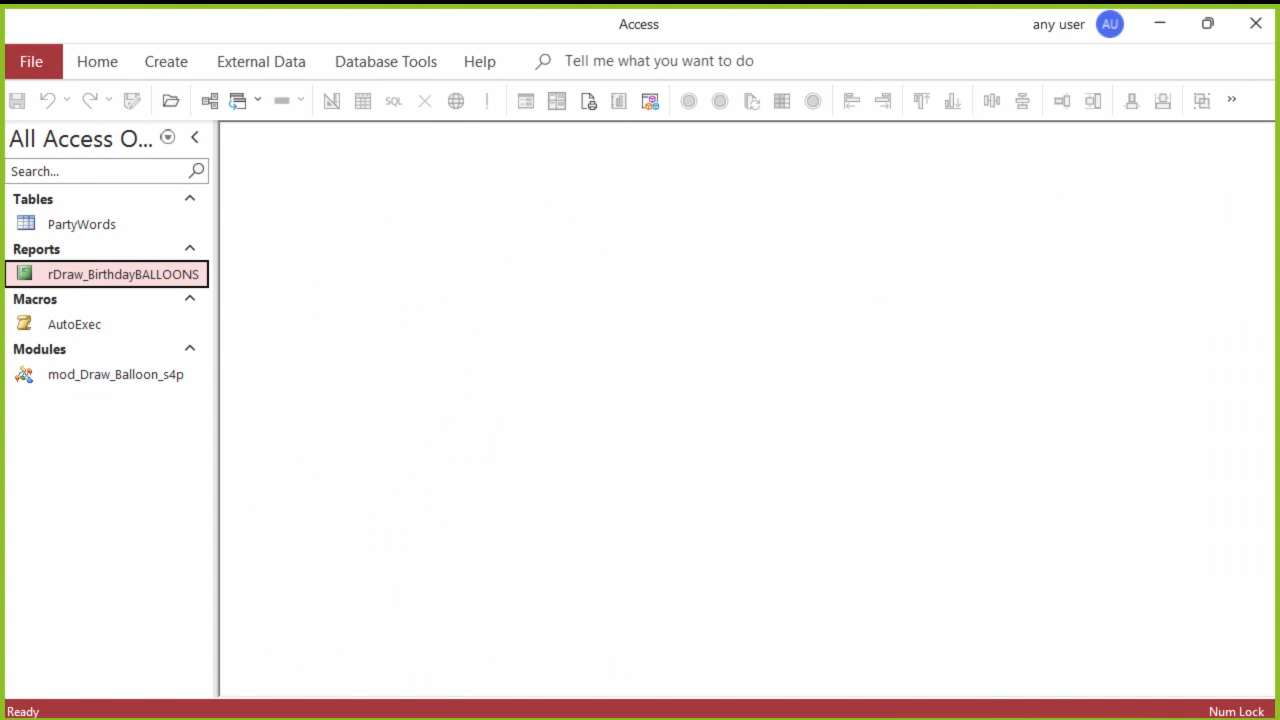 Access
any user AU
File Home Create External Data Database Tools Help Tell me what you want to do
SQL
All Access O...
Search...
Tables
PartyWords
Reports
rDraw_BirthdayBALLOONS
Macros
AutoExec
Modules
mod_Draw_Balloon_s4p
Ready Num Lock